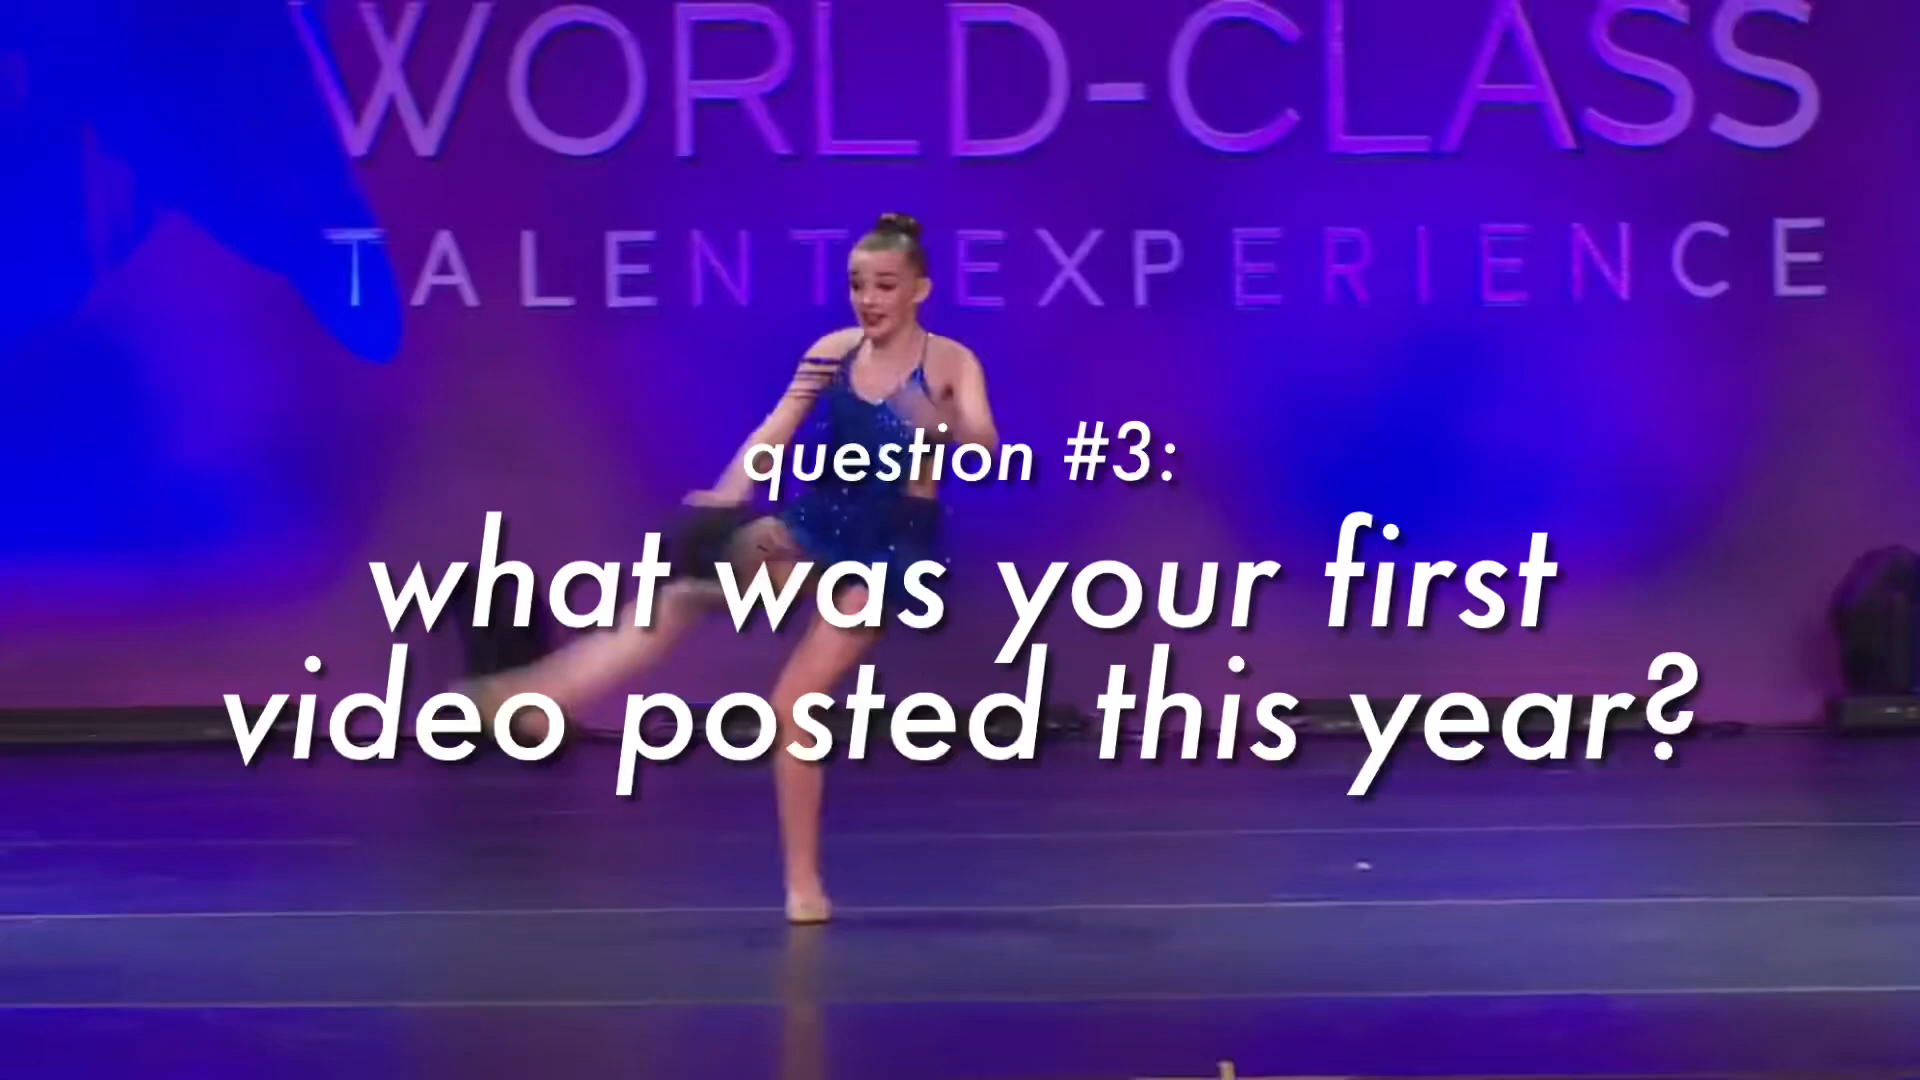 WORLD-CLASS
TALENT EXPERIENCE
question #3:
what was your first
video posted this year?